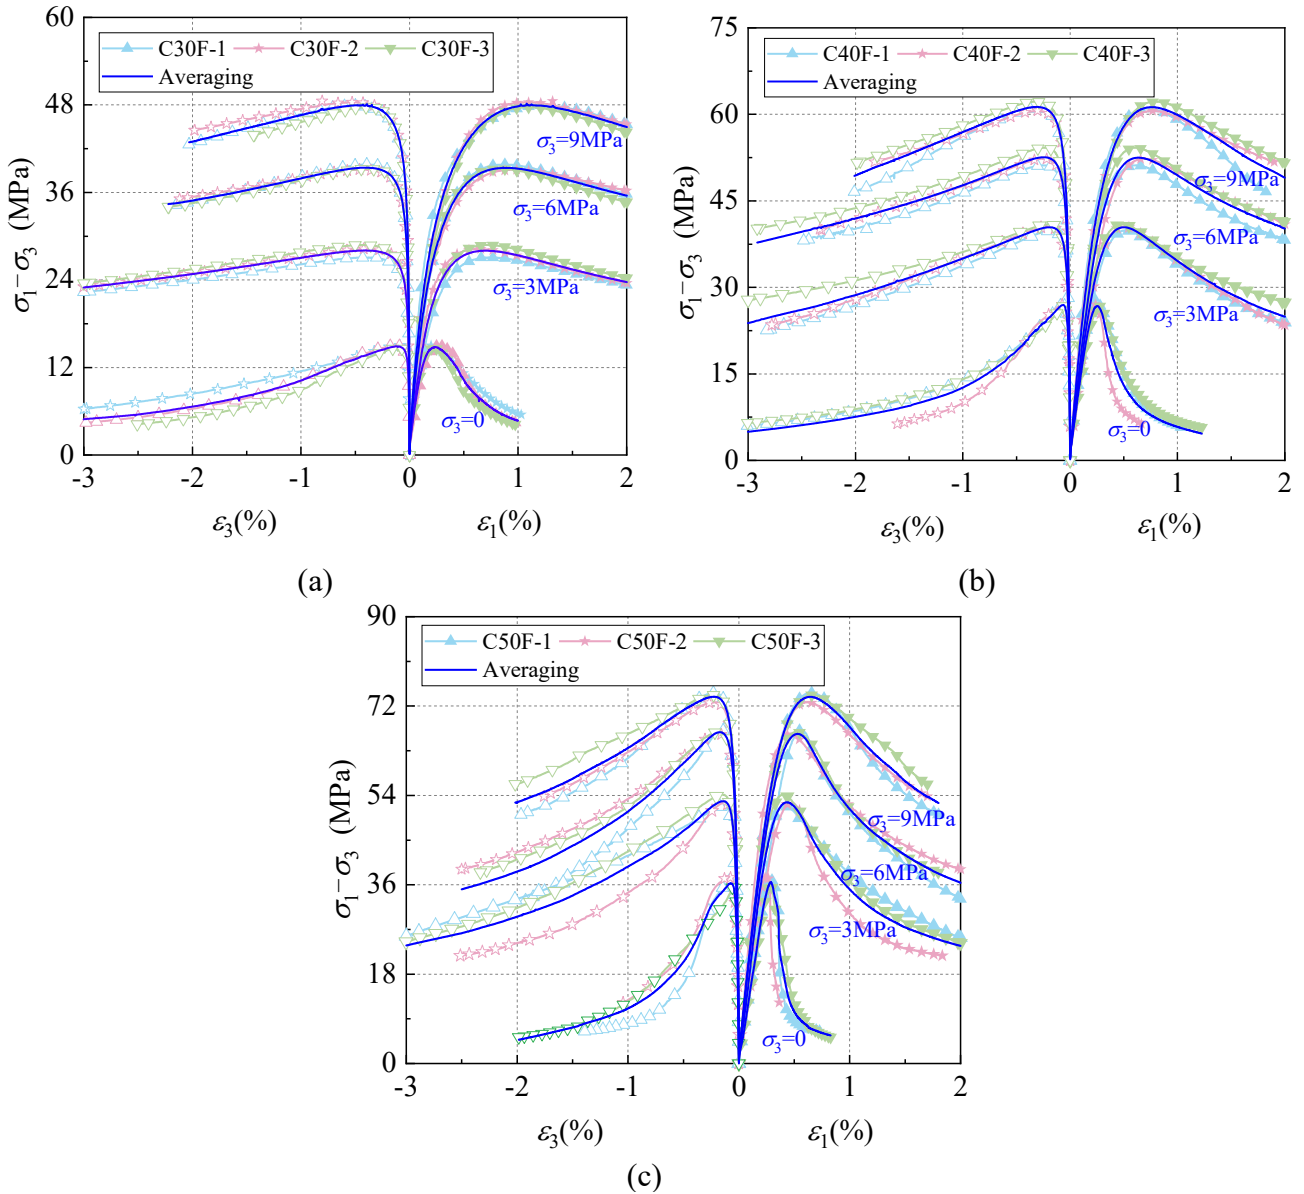 60
48
36
24
12
0
σ₁−σ₃ (MPa)
C30F-1 C30F-2 C30F-3
Averaging
σ₃=9MPa
σ₃=6MPa
σ₃=3MPa
σ₃=0
-3 -2 -1 0 1 2
ε₃(%) ε₁(%)
(a)
75
60
45
30
15
0
σ₁−σ₃ (MPa)
C40F-1 C40F-2 C40F-3
Averaging
σ₃=9MPa
σ₃=6MPa
σ₃=3MPa
σ₃=0
-3 -2 -1 0 1 2
ε₃(%) ε₁(%)
(b)
90
72
54
36
18
0
σ₁−σ₃ (MPa)
C50F-1 C50F-2 C50F-3
Averaging
σ₃=9MPa
σ₃=6MPa
σ₃=3MPa
σ₃=0
-3 -2 -1 0 1 2
ε₃(%) ε₁(%)
(c)